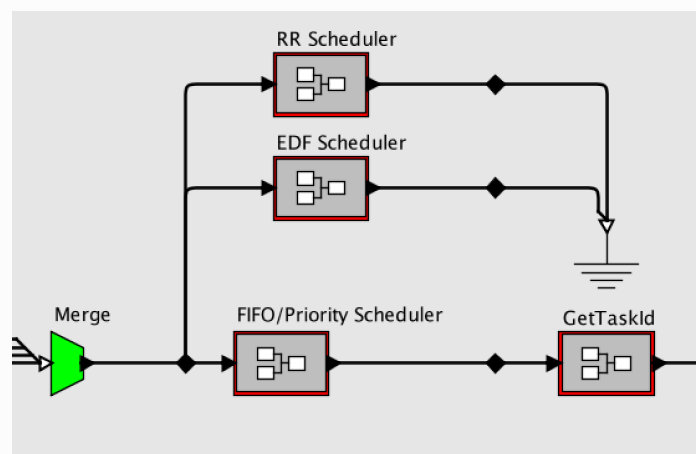 RR Scheduler
EDF Scheduler
Merge
FIFO/Priority Scheduler
GetTaskId